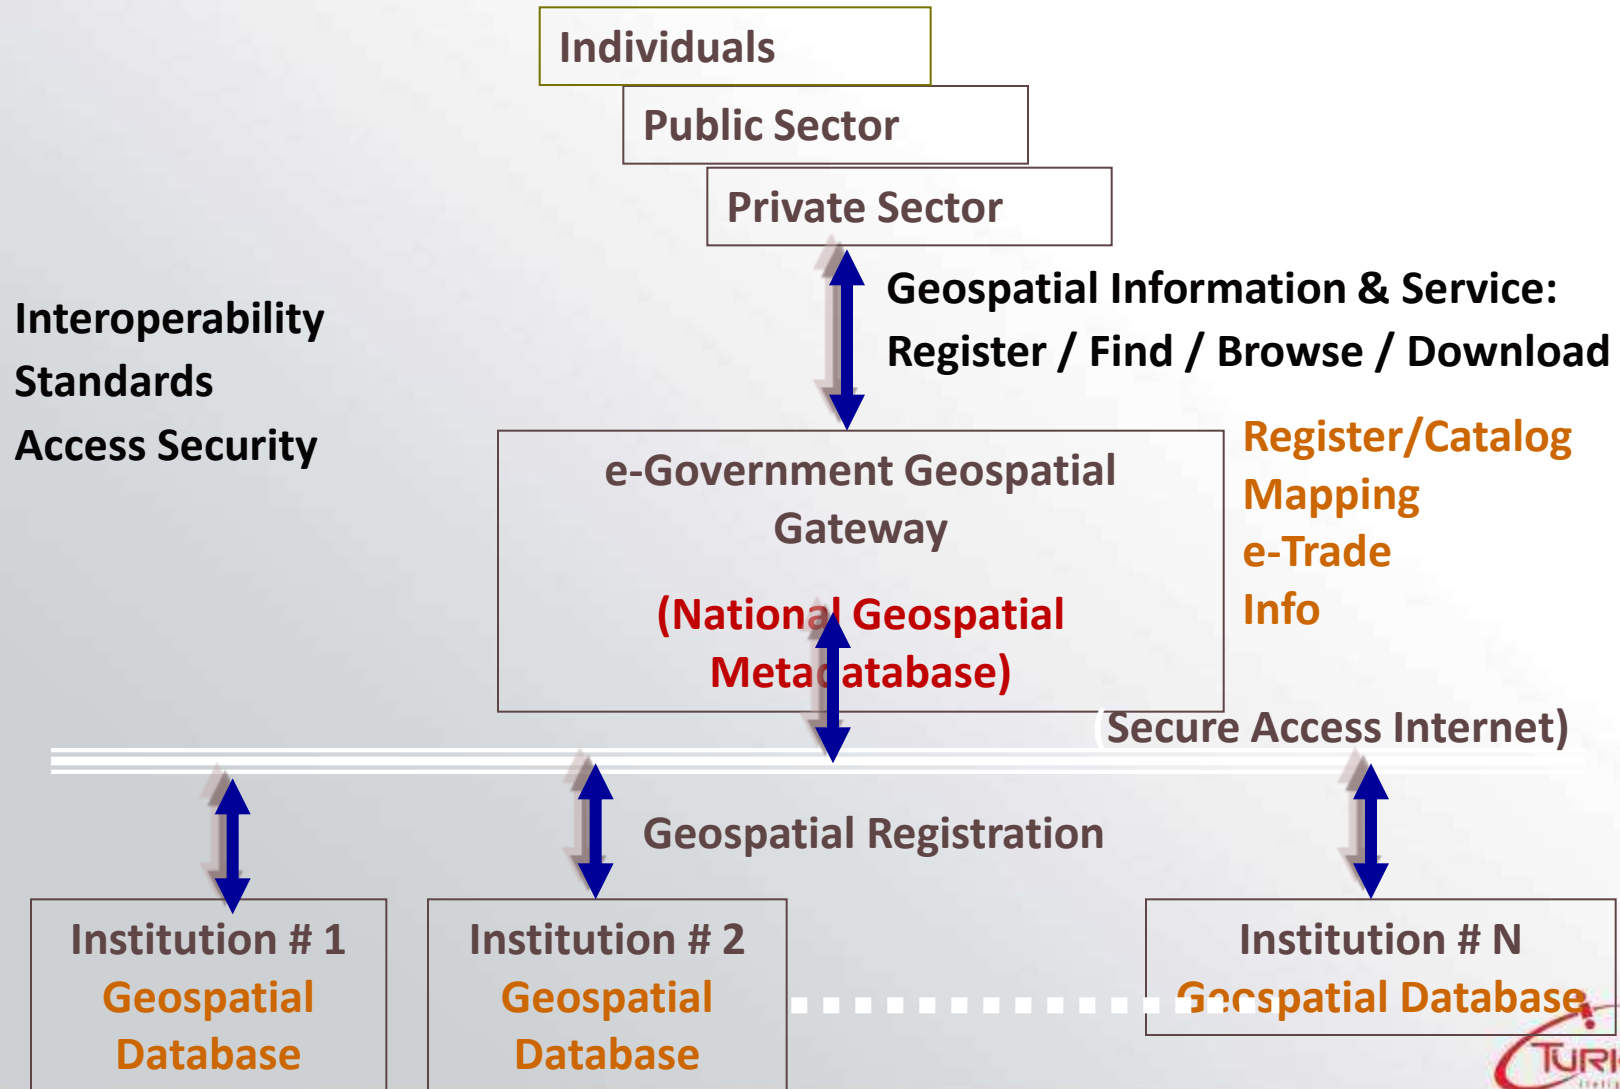 Individuals
Public Sector
Private Sector
Geospatial Information & Service:
Register / Find / Browse / Download
Interoperability
Standards
Access Security
e-Government Geospatial
Gateway
(National Geospatial
Metadatabase)
Register/Catalog
Mapping
e-Trade
Info
(Secure Access Internet)
Geospatial Registration
Institution # 1
Geospatial
Database
Institution # 2
Geospatial
Database
Institution # N
Geospatial Database